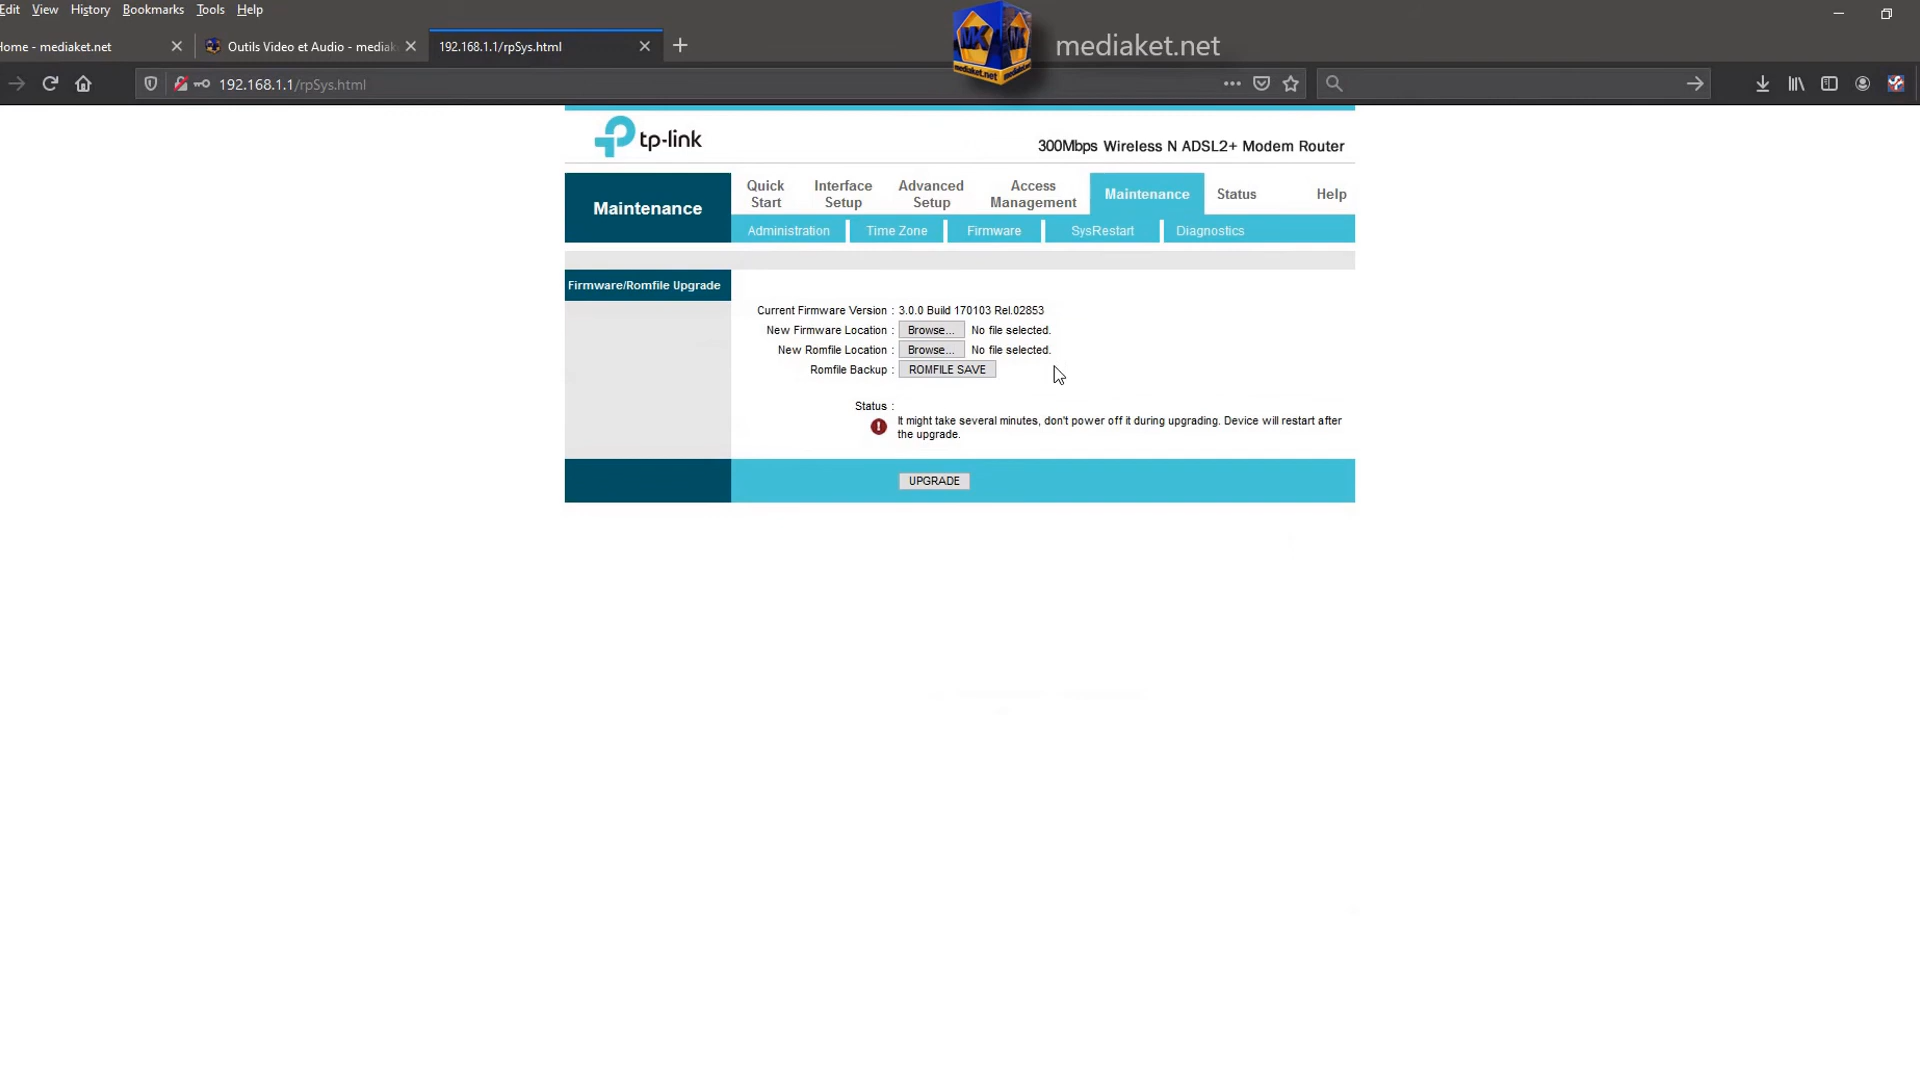 Edit View History Bookmarks Tools Help
Home - mediaket.net
Outils Video et Audio - mediak
192.168.1.1/rpSys.html
mediaket.net
192.168.1.1/rpSys.html
tp-link
300Mbps Wireless N ADSL2+ Modem Router
Maintenance
Quick Start
Interface Setup
Advanced Setup
Access Management
Maintenance
Status
Help
Administration
Time Zone
Firmware
SysRestart
Diagnostics
Firmware/Romfile Upgrade
Current Firmware Version : 3.0.0 Build 170103 Rel.02853
New Firmware Location : Browse... No file selected.
New Romfile Location : Browse... No file selected.
Romfile Backup : ROMFILE SAVE
Status :
It might take several minutes, don't power off it during upgrading. Device will restart after
the upgrade.
UPGRADE